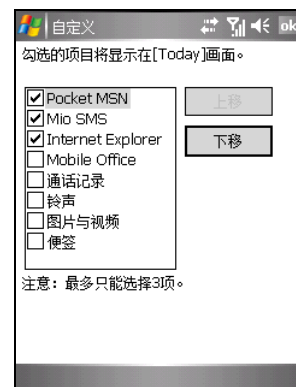 自定义
ok
勾选的项目将显示在[Today]画面。
Pocket MSN
上移
Mio SMS
Internet Explorer
下移
Mobile Office
通话记录
铃声
图片与视频
便签
注意：最多只能选择3项。